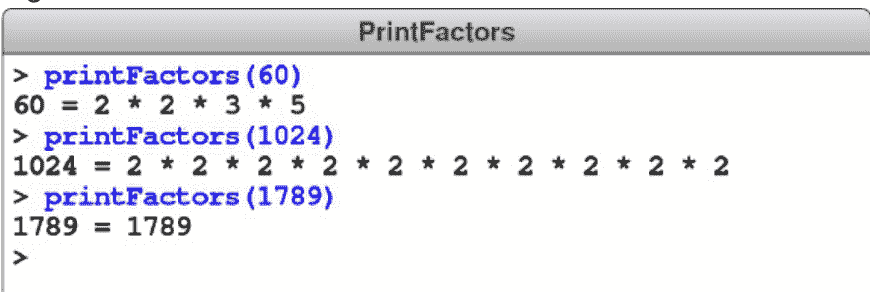 PrintFactors
> printFactors(60)
60 = 2 * 2 * 3 * 5
> printFactors(1024)
1024 = 2 * 2 * 2 * 2 * 2 * 2 * 2 * 2 * 2 * 2
> printFactors(1789)
1789 = 1789
>